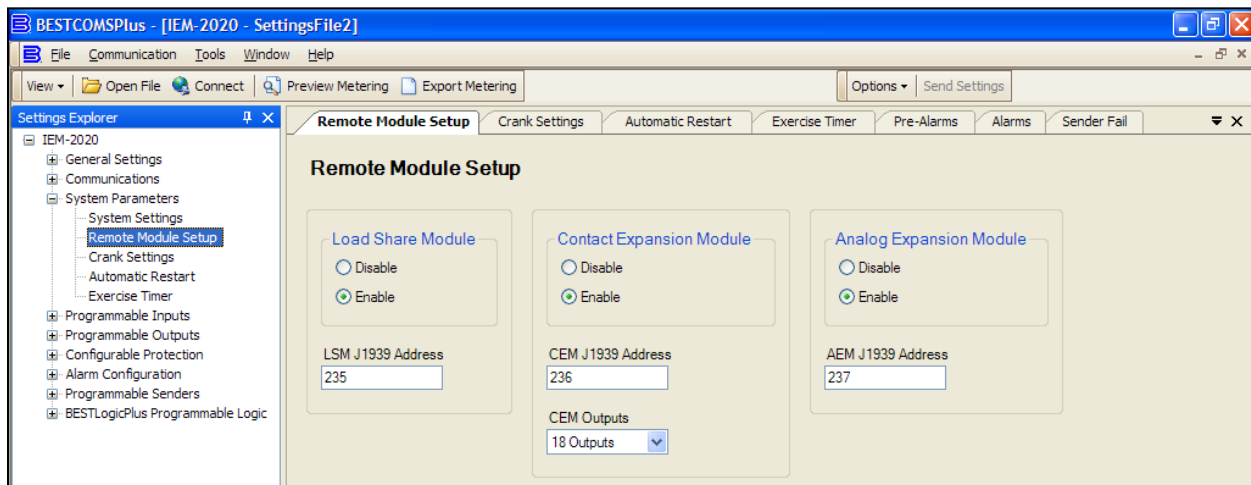 BESTCOMSPlus - [IEM-2020 - SettingsFile2]
File Communication Tools Window Help
View Open File Connect Preview Metering Export Metering Options Send Settings
Settings Explorer
IEM-2020
General Settings
Communications
System Parameters
System Settings
Remote Module Setup
Crank Settings
Automatic Restart
Exercise Timer
Programmable Inputs
Programmable Outputs
Configurable Protection
Alarm Configuration
Programmable Senders
BESTLogicPlus Programmable Logic
Remote Module Setup Crank Settings Automatic Restart Exercise Timer Pre-Alarms Alarms Sender Fail
Remote Module Setup
Load Share Module
Disable
Enable
LSM J1939 Address
235
Contact Expansion Module
Disable
Enable
CEM J1939 Address
236
CEM Outputs
18 Outputs
Analog Expansion Module
Disable
Enable
AEM J1939 Address
237